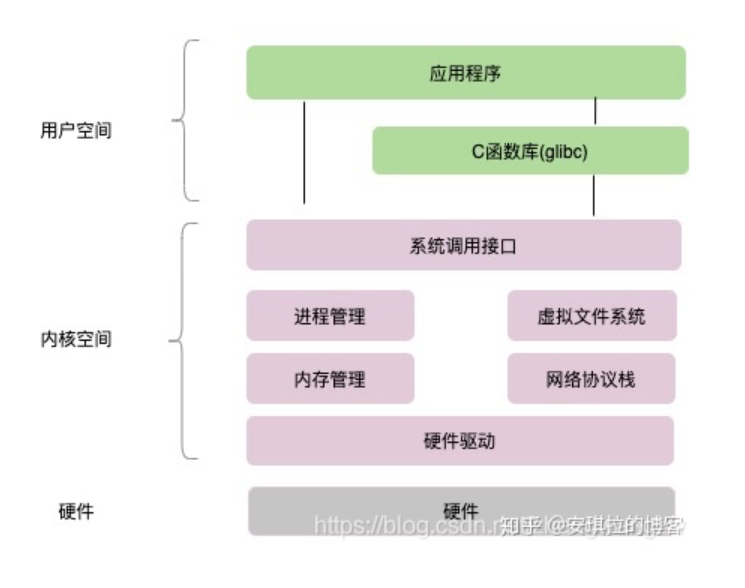 应用程序
用户空间
C函数库(glibc)
系统调用接口
进程管理
虚拟文件系统
内核空间
内存管理
网络协议栈
硬件驱动
硬件
硬件
https://blog.csdn.n
知乎 @安琪拉的博客